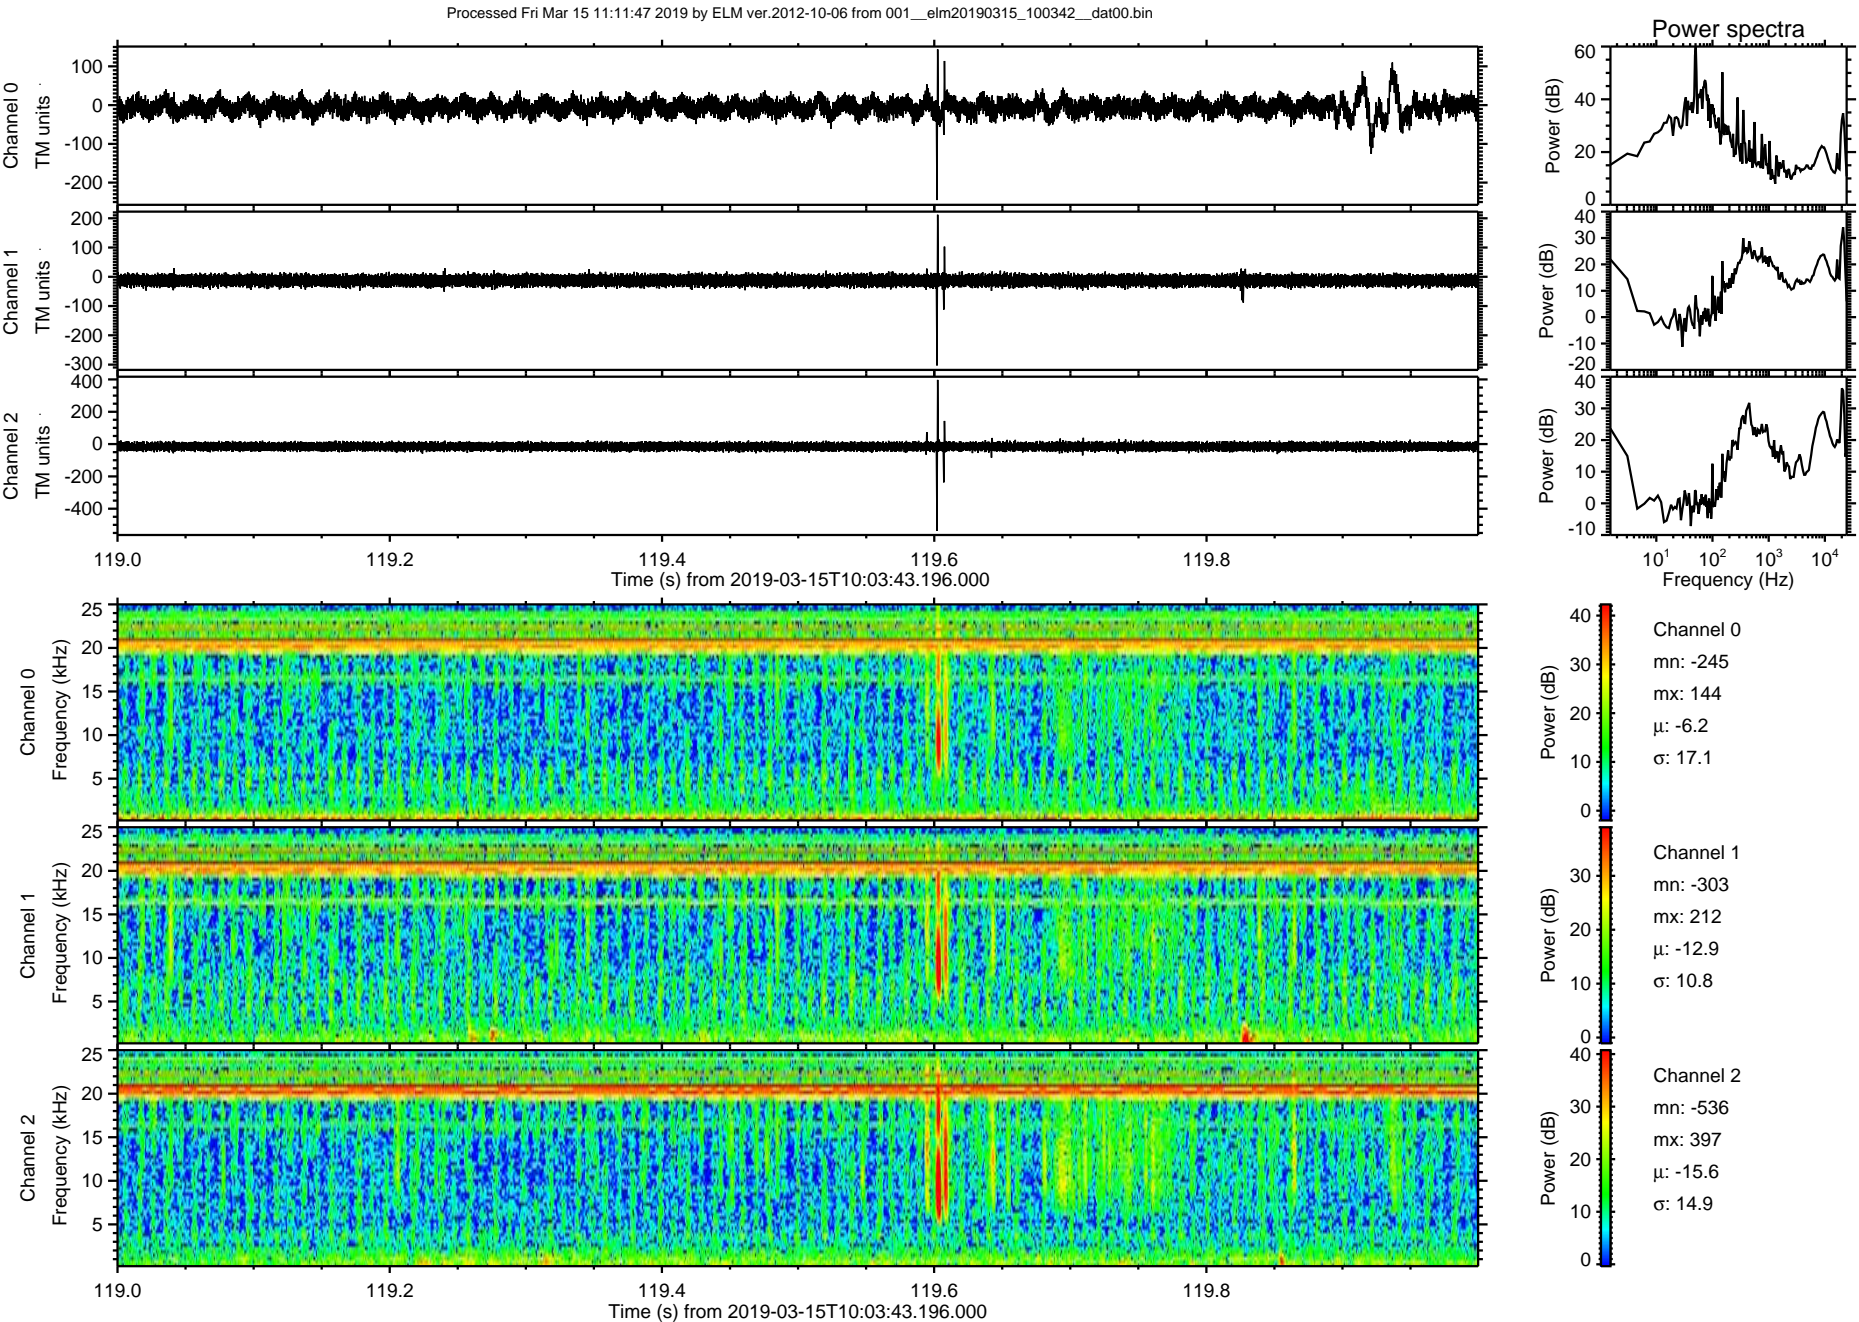 Processed Fri Mar 15 11:11:47 2019 by ELM ver.2012-10-06 from 001__elm20190315_100342__dat00.bin
Power spectra
Channel 0
TM units
100
0
-100
-200
Power (dB)
60
40
20
0
Channel 1
TM units
200
100
0
-100
-200
-300
Power (dB)
40
30
20
10
0
-10
-20
Channel 2
TM units
400
200
0
-200
-400
Power (dB)
40
30
20
10
0
-10
119.0 119.2 119.4 119.6 119.8
Time (s) from 2019-03-15T10:03:43.196.000
10^1 10^2 10^3 10^4
Frequency (Hz)
Channel 0
Frequency (kHz)
25
20
15
10
5
Power (dB)
40
30
20
10
0
Channel 0
mn: -245
mx: 144
μ: -6.2
σ: 17.1
Channel 1
Frequency (kHz)
25
20
15
10
5
Power (dB)
30
20
10
0
Channel 1
mn: -303
mx: 212
μ: -12.9
σ: 10.8
Channel 2
Frequency (kHz)
25
20
15
10
5
Power (dB)
40
30
20
10
0
Channel 2
mn: -536
mx: 397
μ: -15.6
σ: 14.9
119.0 119.2 119.4 119.6 119.8
Time (s) from 2019-03-15T10:03:43.196.000